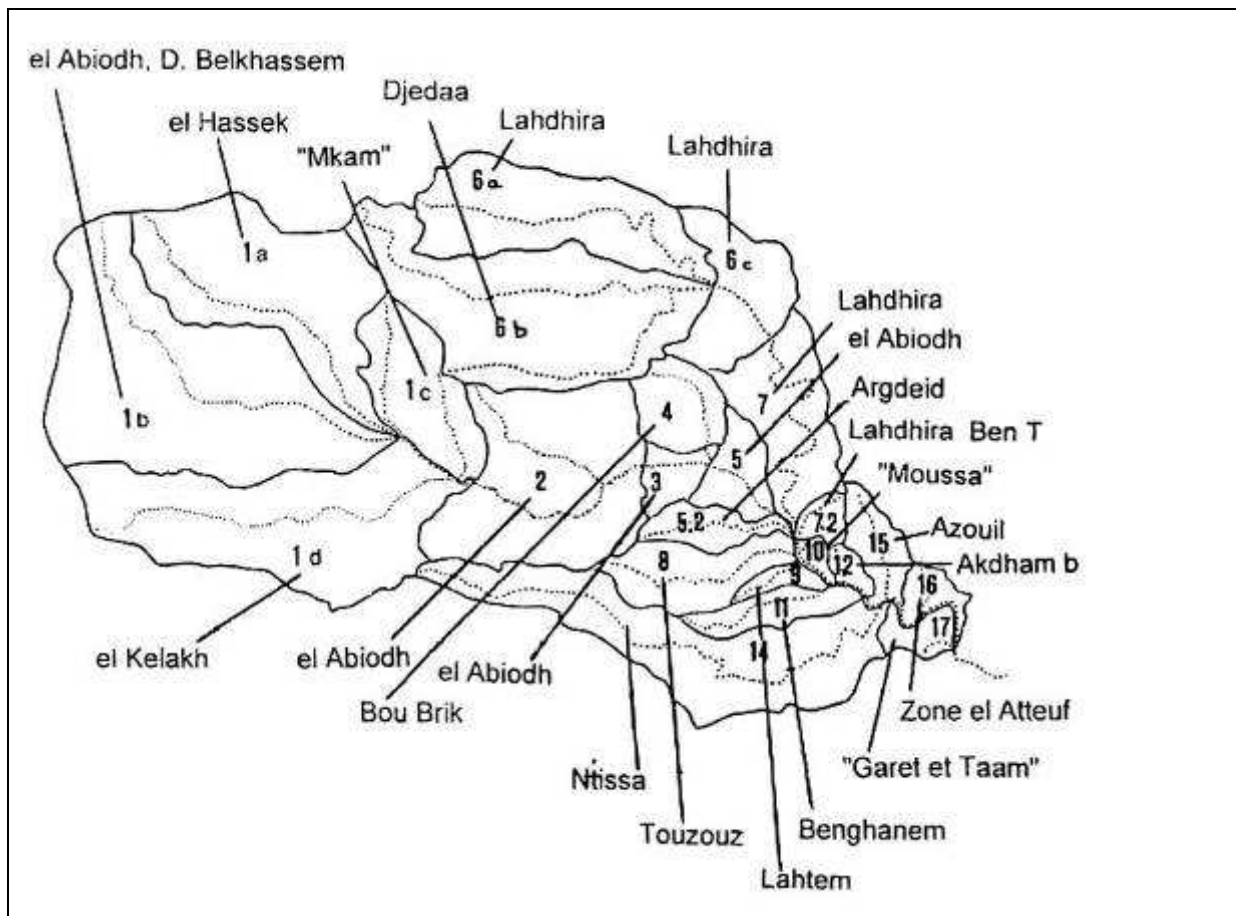 el Abiodh, D. Belkhassem
Djedaa
el Hassek
Lahdhira
"Mkam"
Lahdhira
6a
1a
6c
Lahdhira
6b
el Abiodh
1c
7
Argdeid
1b
4
Lahdhira Ben T
5
2
3
"Moussa"
5.2
7.2
Azouil
15
10
1d
8
12
Akdham b
9
16
11
17
14
el Kelakh
el Abiodh
el Abiodh
Bou Brik
Zone el Atteuf
Ntissa
"Garet et Taam"
Touzouz
Benghanem
Lahtem